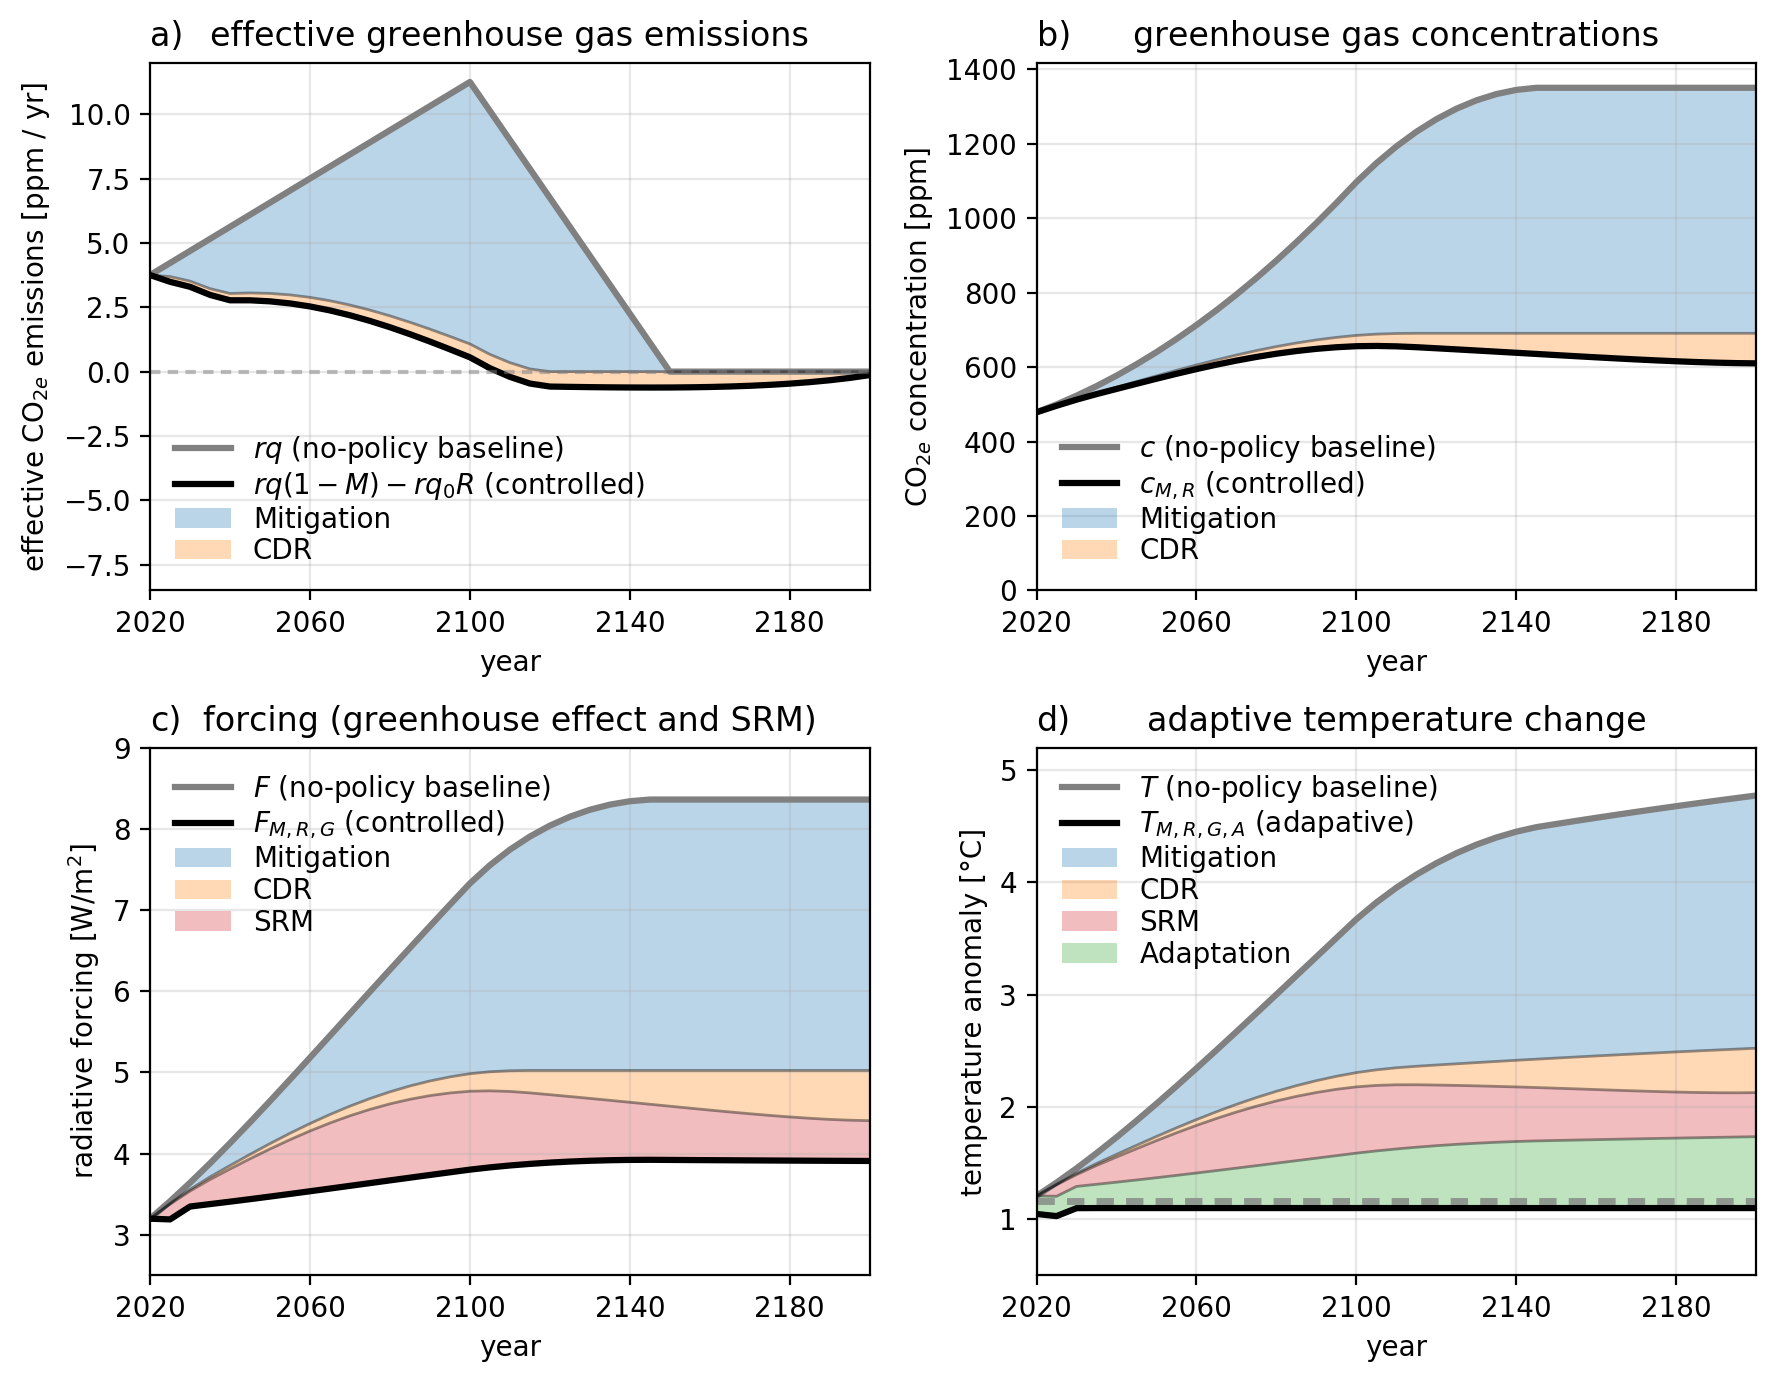 a) effective greenhouse gas emissions
effective CO2e emissions [ppm / yr]
10.0
7.5
5.0
2.5
0.0
−2.5
−5.0
−7.5
rq (no-policy baseline)
rq(1 − M) − rq0R (controlled)
Mitigation
CDR
2020 2060 2100 2140 2180
year
b) greenhouse gas concentrations
CO2e concentration [ppm]
1400
1200
1000
800
600
400
200
0
c (no-policy baseline)
cM,R (controlled)
Mitigation
CDR
2020 2060 2100 2140 2180
year
c) forcing (greenhouse effect and SRM)
radiative forcing [W/m²]
9
8
7
6
5
4
3
F (no-policy baseline)
FM,R,G (controlled)
Mitigation
CDR
SRM
2020 2060 2100 2140 2180
year
d) adaptive temperature change
temperature anomaly [°C]
5
4
3
2
1
T (no-policy baseline)
TM,R,G,A (adapative)
Mitigation
CDR
SRM
Adaptation
2020 2060 2100 2140 2180
year